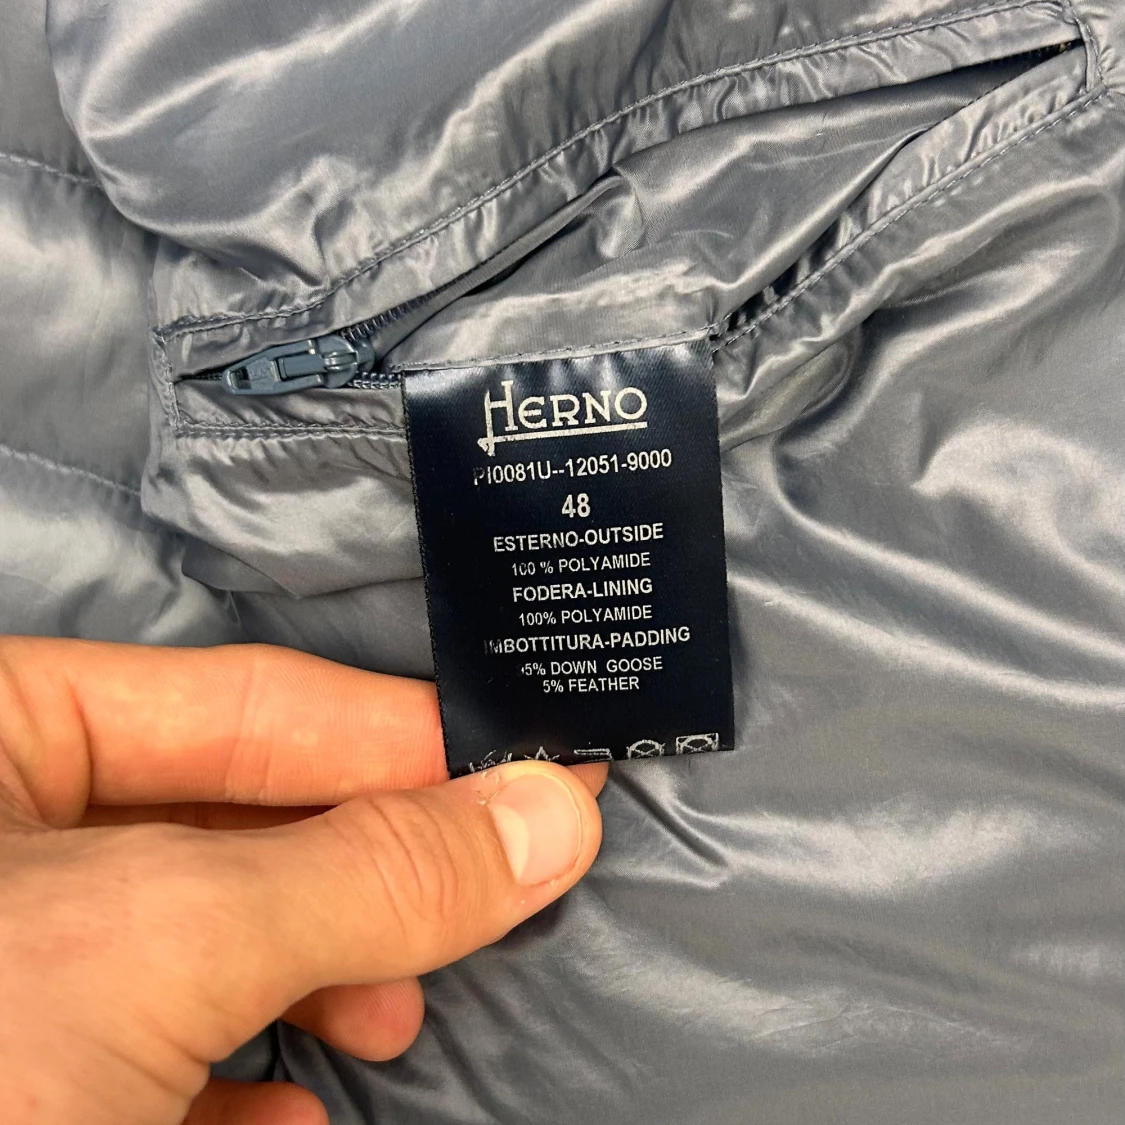 HERNO
PI0081U--12051-9000
48
ESTERNO-OUTSIDE
100 % POLYAMIDE
FODERA-LINING
100% POLYAMIDE
IMBOTTITURA-PADDING
DOWN GOOSE
5% FEATHER